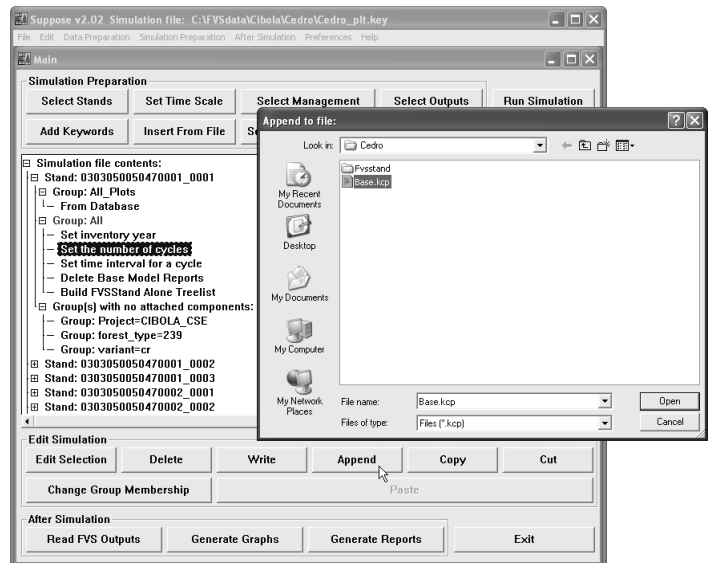 Suppose v2.02 Simulation file: C:\FVSdata\Cibola\Cedro\Cedro_plt.key
File Edit Data Preparation Simulation Preparation After Simulation Preferences Help
Main
Simulation Preparation
Select Stands Set Time Scale Select Management Select Outputs Run Simulation
Add Keywords Insert From File
Simulation file contents:
Stand: 0303050050470001_0001
Group: All_Plots
From Database
Group: All
Set inventory year
Set the number of cycles
Set time interval for a cycle
Delete Base Model Reports
Build FVSStand Alone Treelist
Group(s) with no attached components:
Group: Project=CIBOLA_CSE
Group: forest_type=239
Group: variant=cr
Stand: 0303050050470001_0002
Stand: 0303050050470001_0003
Stand: 0303050050470002_0001
Stand: 0303050050470002_0002
Append to file:
Look in: Cedro
My Recent Documents
Desktop
My Documents
My Computer
My Network Places
Fvsstand
Base.kcp
File name: Base.kcp Open
Files of type: Files (*.kcp) Cancel
Edit Simulation
Edit Selection Delete Write Append Copy Cut
Change Group Membership Paste
After Simulation
Read FVS Outputs Generate Graphs Generate Reports Exit